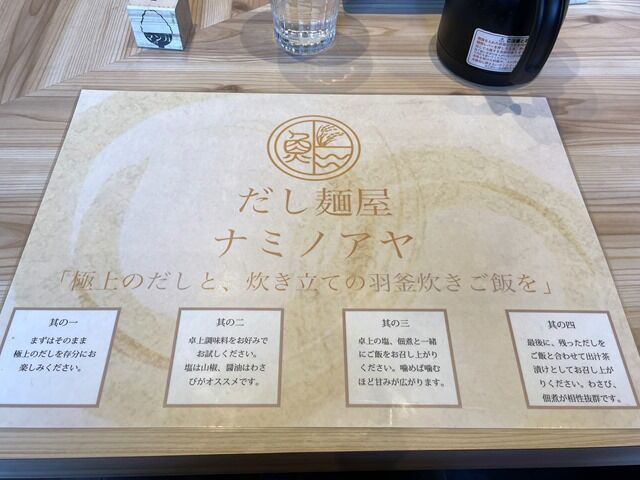 魚
だし麺屋
ナミノアヤ
「極上のだしと、炊き立ての羽釜炊きご飯を」
其の一
まずはそのまま
極上のだしを存分にお
楽しみください。
其の二
卓上調味料をお好みで
お試しください。
塩は山椒、醤油はわさ
びがオススメです。
其の三
卓上の塩、佃煮と一緒
にご飯をお召し上がり
ください。噛めば噛む
ほど甘みが広がります。
其の四
最後に、残っただしを
ご飯と合わせて出汁茶
漬けとしてお召し上が
りください。わさび、
佃煮が相性抜群です。